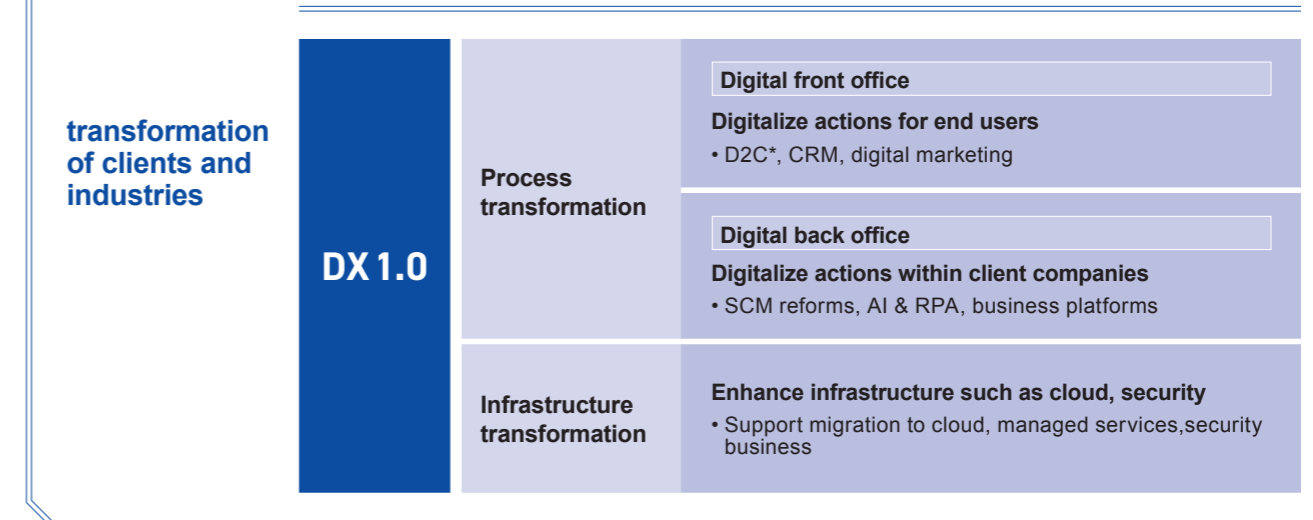 transformation
of clients and
industries
DX 1.0
Process
transformation
Digital front office
Digitalize actions for end users
• D2C*, CRM, digital marketing
Digital back office
Digitalize actions within client companies
• SCM reforms, AI & RPA, business platforms
Infrastructure
transformation
Enhance infrastructure such as cloud, security
• Support migration to cloud, managed services,security
business